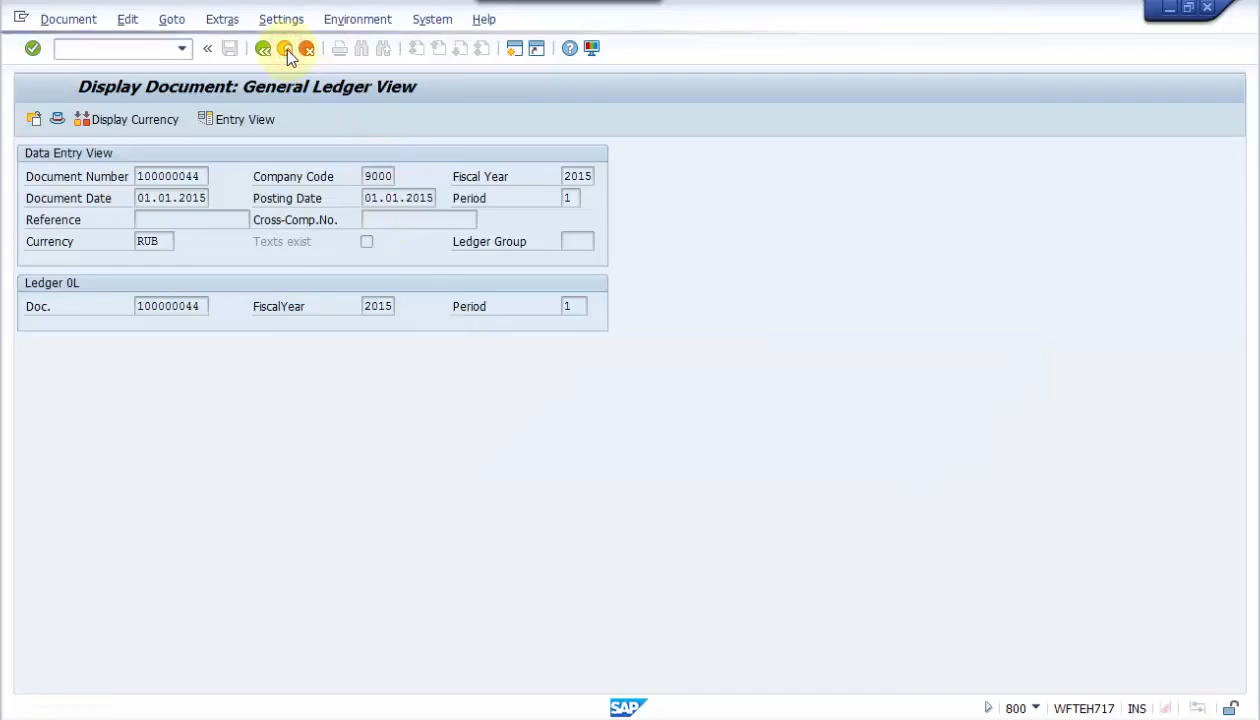 Document Edit Goto Extras Settings Environment System Help
Display Document: General Ledger View
Display Currency Entry View
Data Entry View
Document Number 100000044 Company Code 9000 Fiscal Year 2015
Document Date 01.01.2015 Posting Date 01.01.2015 Period 1
Reference Cross-Comp.No.
Currency RUB Texts exist Ledger Group
Ledger 0L
Doc. 100000044 FiscalYear 2015 Period 1
SAP 800 WFTEH717 INS